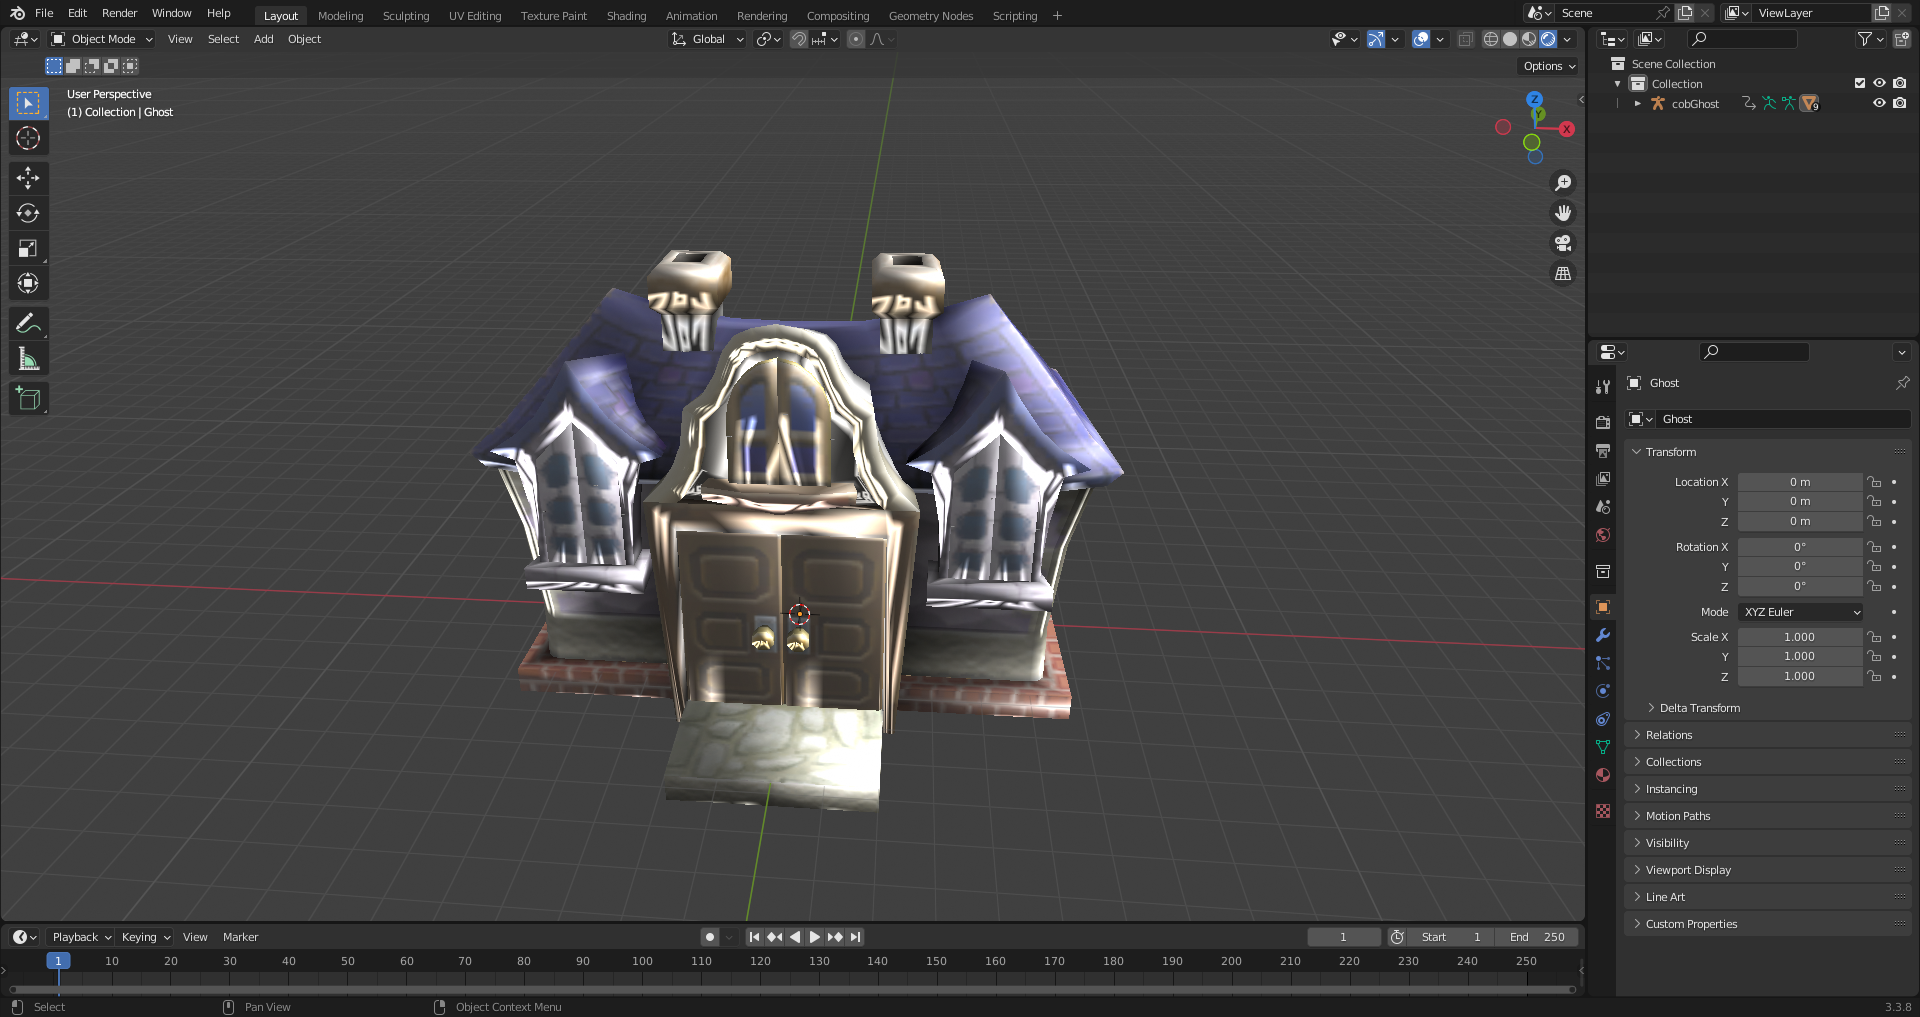 File Edit Render Window Help Layout Modeling Sculpting UV Editing Texture Paint Shading Animation Rendering Compositing Geometry Nodes Scripting + Scene ViewLayer
Object Mode View Select Add Object Global
Options
User Perspective
(1) Collection | Ghost
Z
Y
X
Scene Collection
Collection
cobGhost 9
Ghost
Ghost
Transform
Location X 0 m
Y 0 m
Z 0 m
Rotation X 0°
Y 0°
Z 0°
Mode XYZ Euler
Scale X 1.000
Y 1.000
Z 1.000
Delta Transform
Relations
Collections
Instancing
Motion Paths
Visibility
Viewport Display
Line Art
Custom Properties
Playback Keying View Marker 1 Start 1 End 250
1 10 20 30 40 50 60 70 80 90 100 110 120 130 140 150 160 170 180 190 200 210 220 230 240 250
Select Pan View Object Context Menu 3.3.8